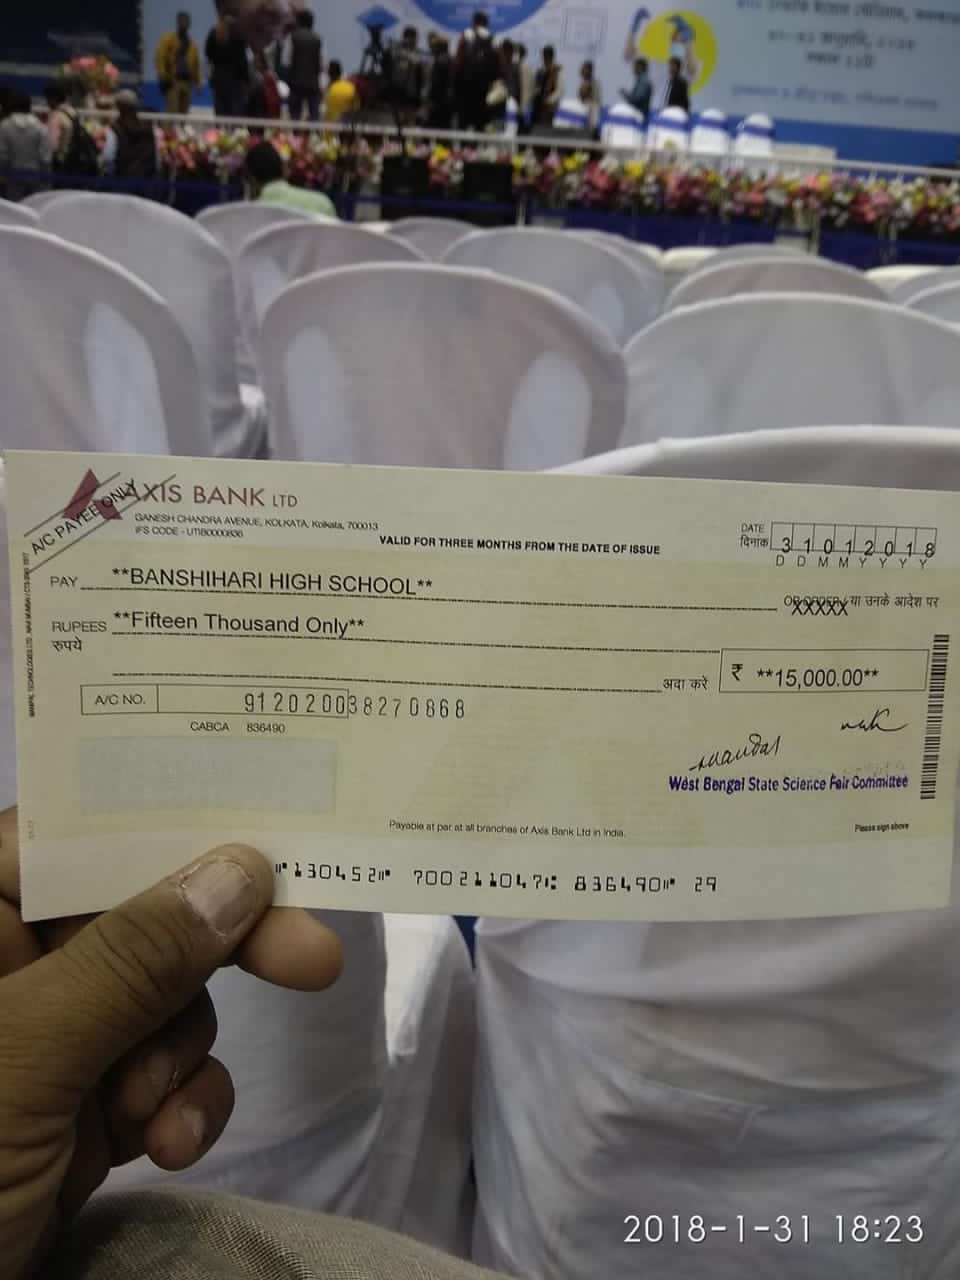 A/C PAYEE ONLY
AXIS BANK LTD
GANESH CHANDRA AVENUE, KOLKATA, Kolkata, 700013
IFS CODE - UTIB0000836
VALID FOR THREE MONTHS FROM THE DATE OF ISSUE
DATE
दिनांक 3 1 0 1 2 0 1 8
D D M M Y Y Y Y
PAY **BANSHIHARI HIGH SCHOOL**
XXXXX या उनके आदेश पर
RUPEES **Fifteen Thousand Only**
रुपये
अदा करे ₹ **15,000.00**
A/C NO. 912020038270868
CABCA 836490
West Bengal State Science Fair Committee
Payable at par at all branches of Axis Bank Ltd in India.
Please sign above
⑈130452⑈ 700211047⑆ 836490⑈ 29
2018-1-31 18:23